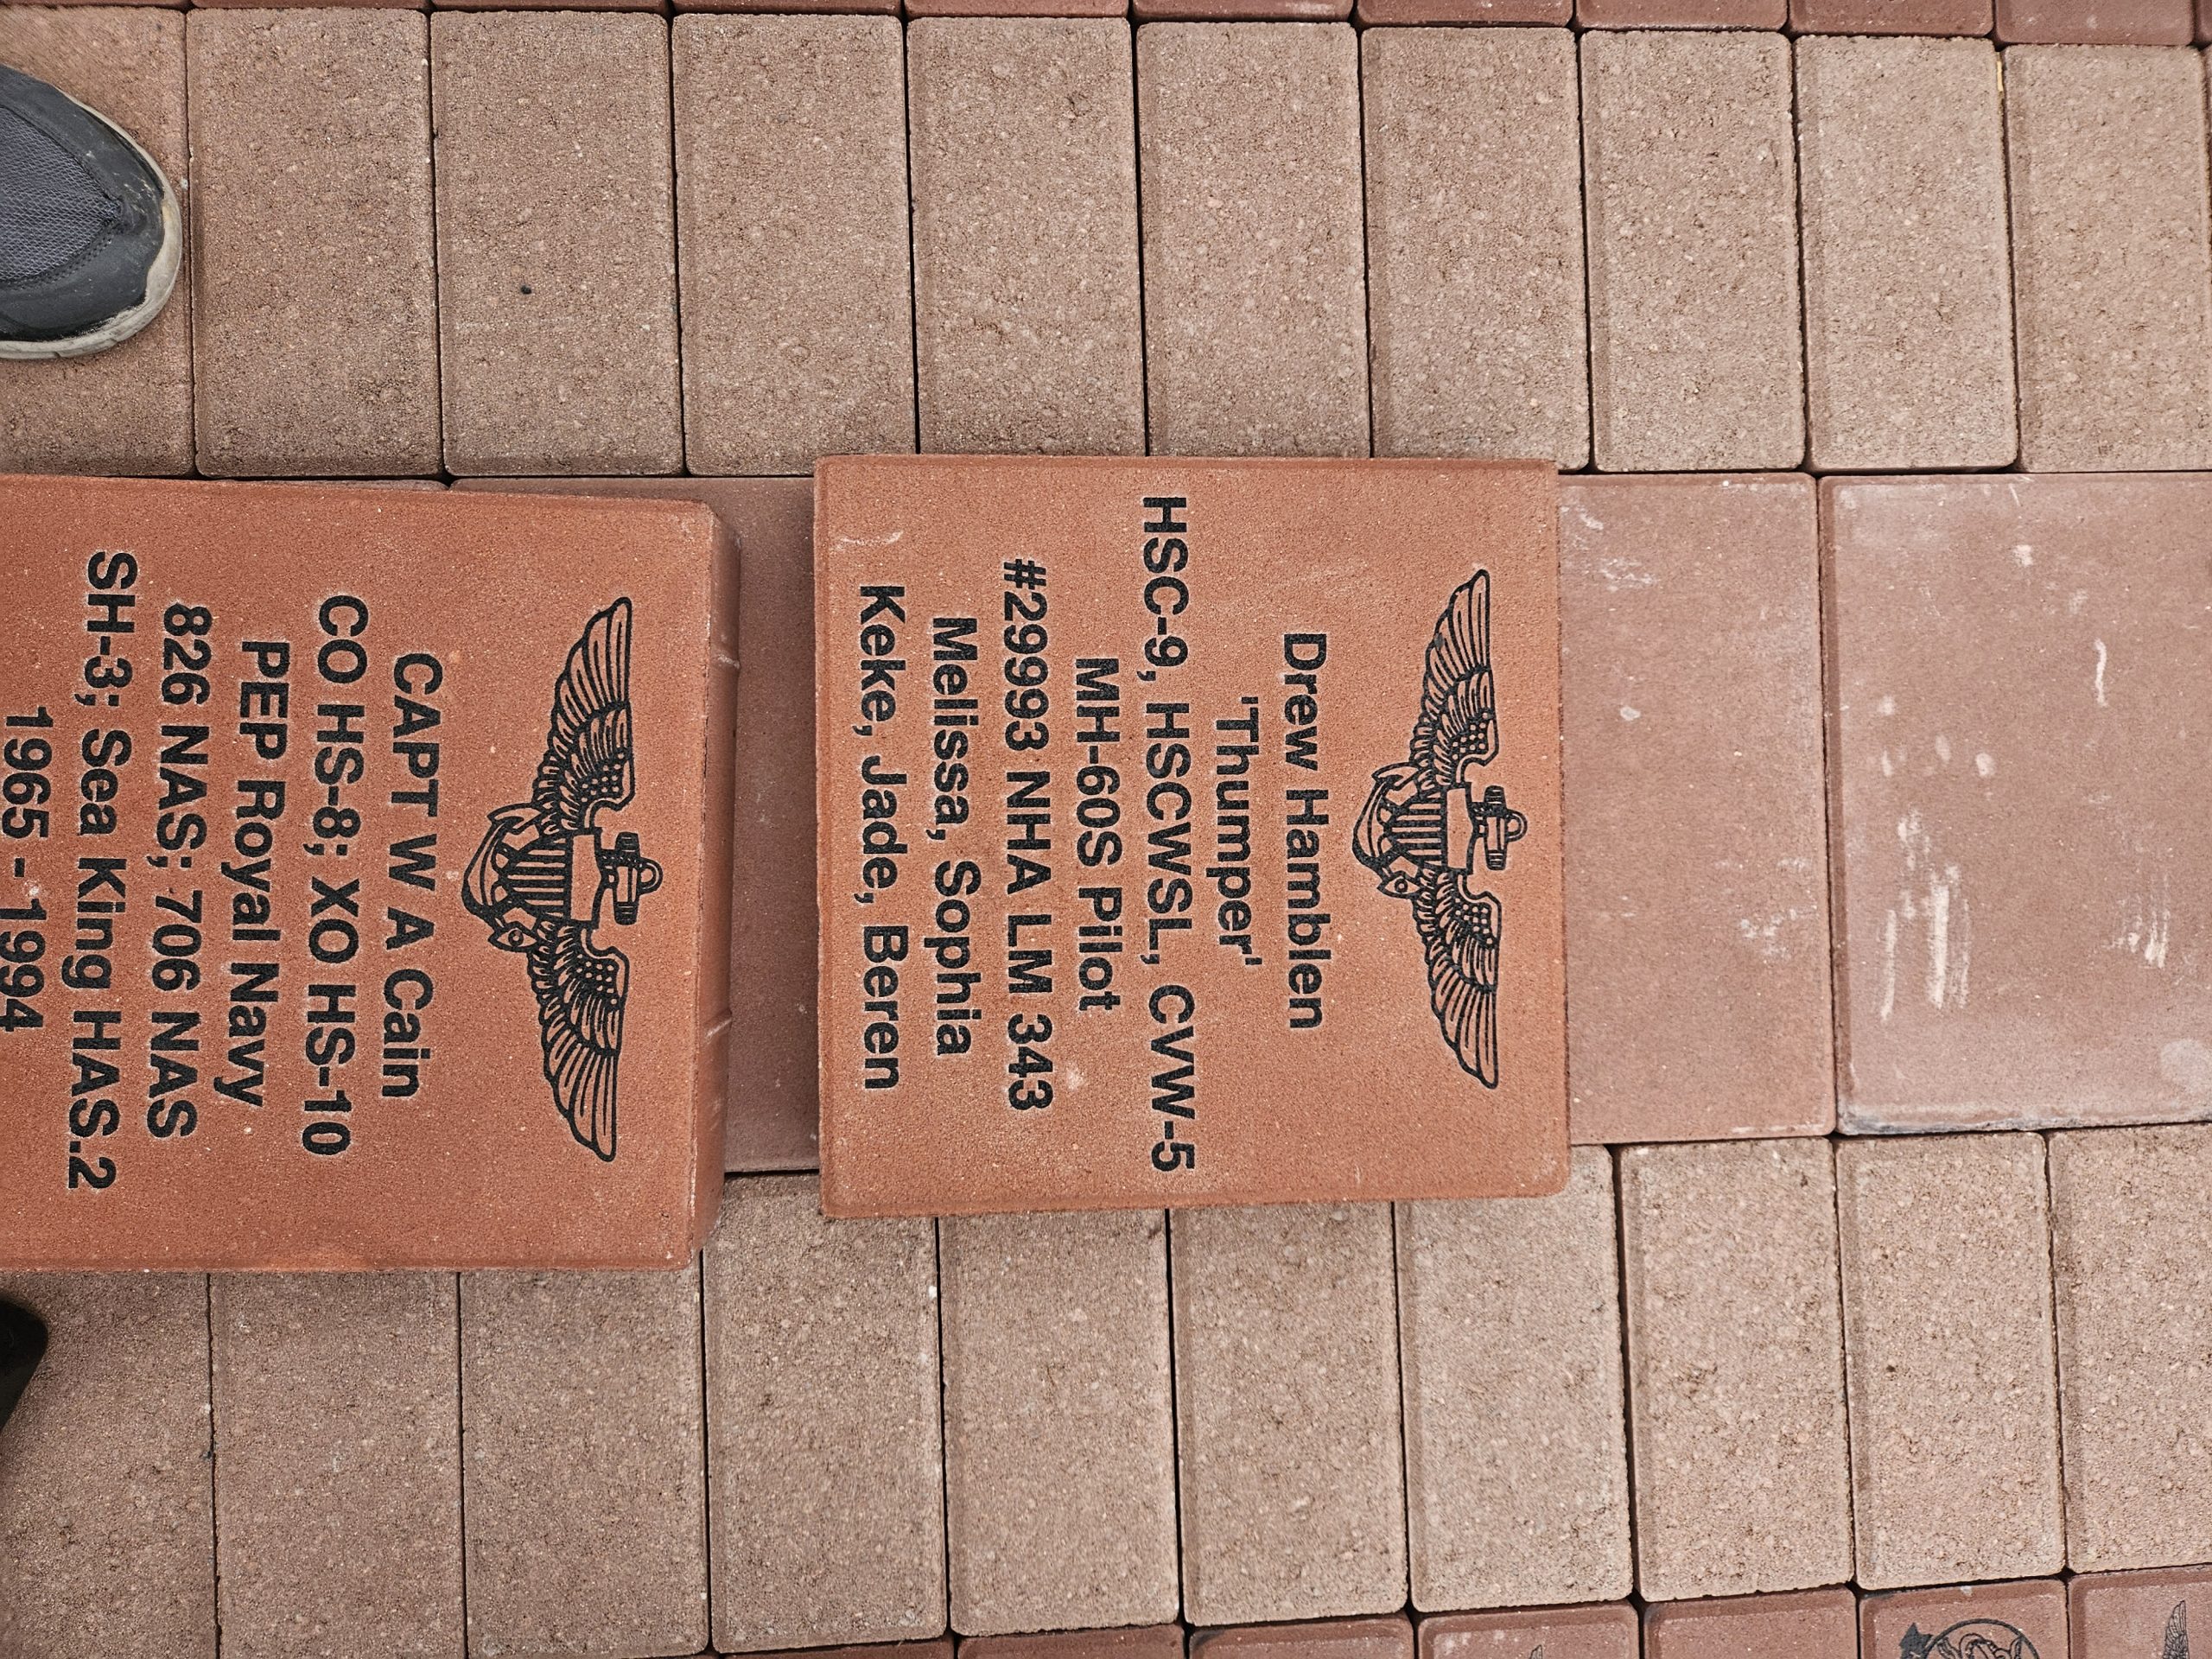 Drew Hamblen
'Thumper'
HSC-9, HSCWSL, CVW-5
MH-60S Pilot
#29993 NHA LM 343
Melissa, Sophia
Keke, Jade, Beren
CAPT W A Cain
CO HS-8; XO HS-10
PEP Royal Navy
826 NAS; 706 NAS
SH-3; Sea King HAS.2
1965 - 1994